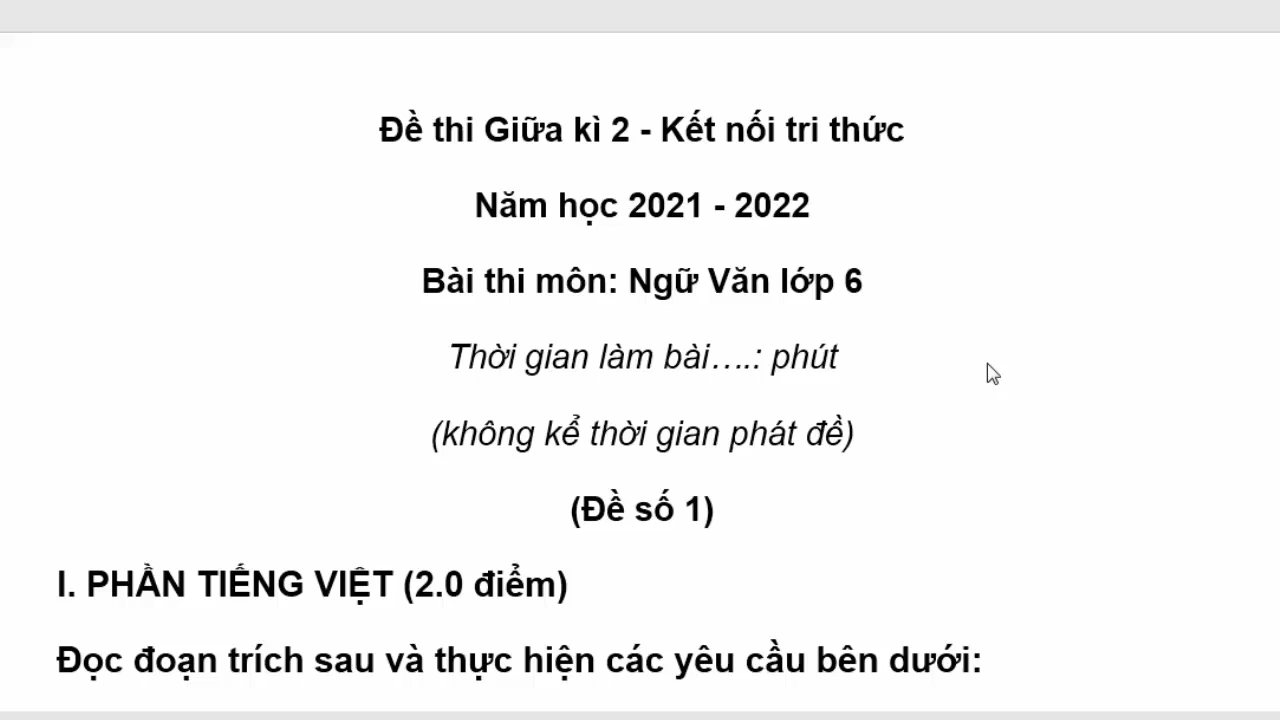 Đề thi Giữa kì 2 - Kết nối tri thức
Năm học 2021 - 2022
Bài thi môn: Ngữ Văn lớp 6
Thời gian làm bài….: phút
(không kể thời gian phát đề)
(Đề số 1)
I. PHẦN TIẾNG VIỆT (2.0 điểm)
Đọc đoạn trích sau và thực hiện các yêu cầu bên dưới: